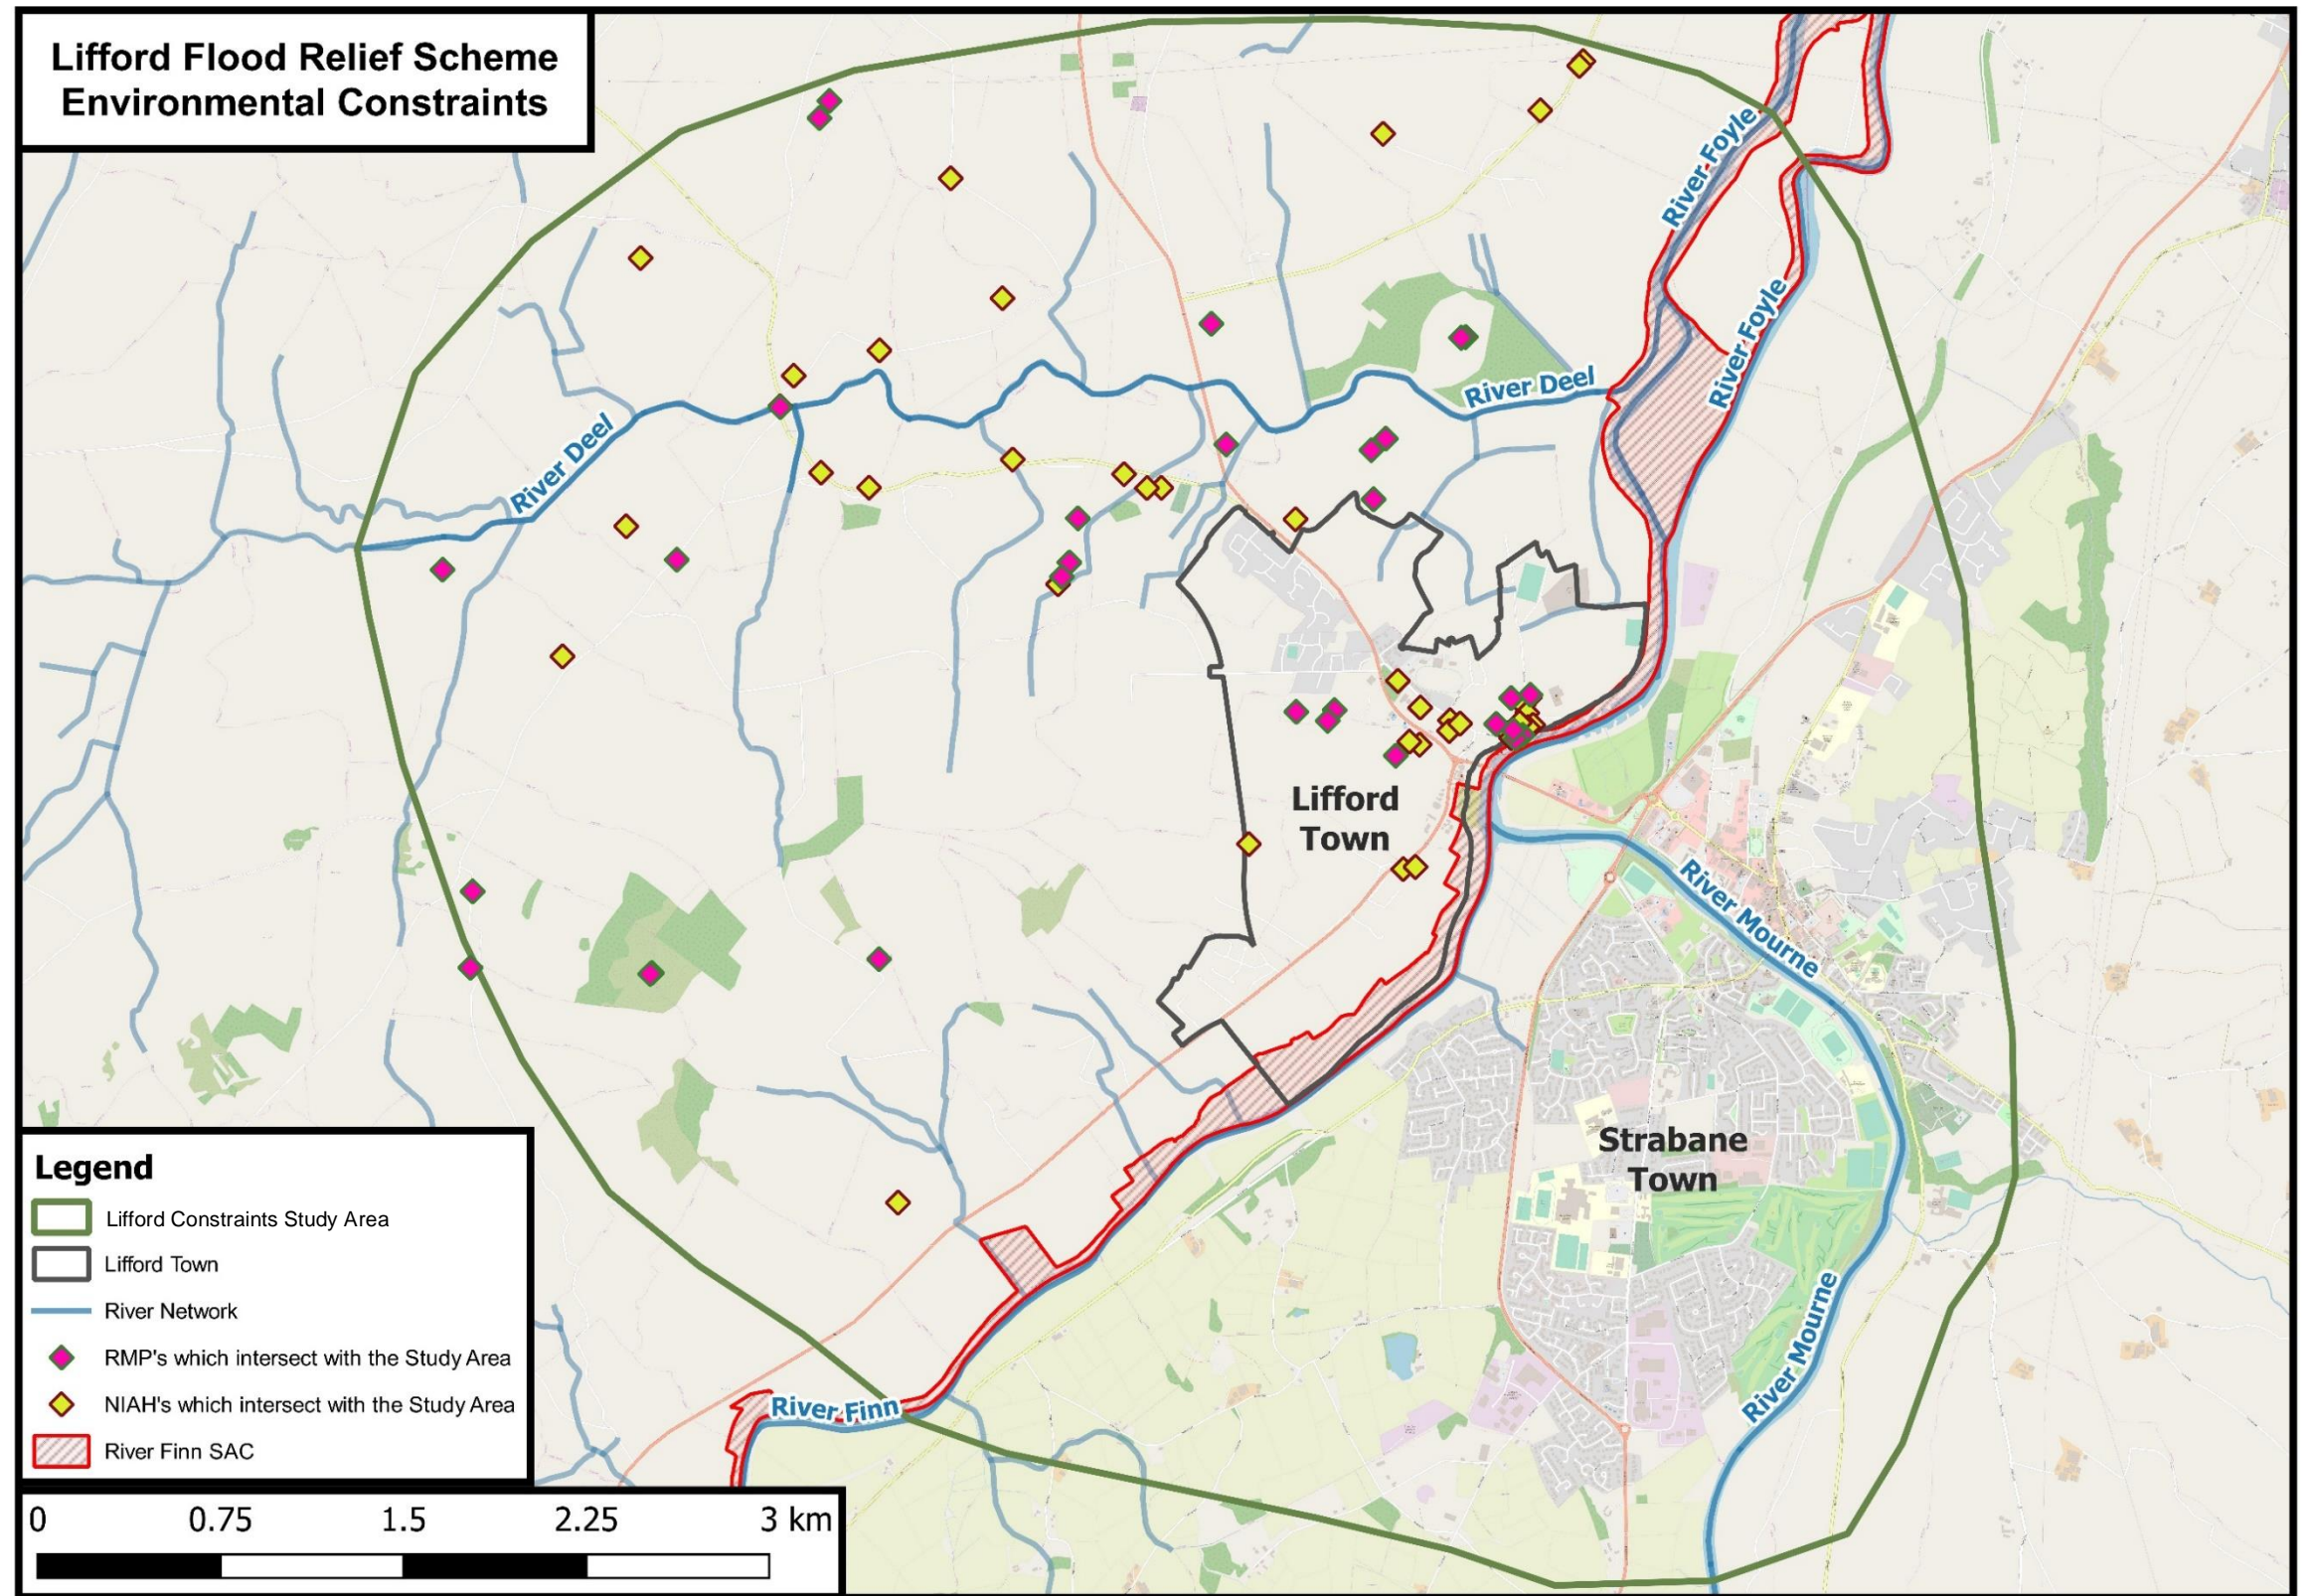 Lifford Flood Relief Scheme
Environmental Constraints
River Foyle
River Foyle
River Deel
River Deel
Lifford
Town
River Mourne
Strabane
Town
River Mourne
River Finn
Legend
Lifford Constraints Study Area
Lifford Town
River Network
RMP's which intersect with the Study Area
NIAH's which intersect with the Study Area
River Finn SAC
0 0.75 1.5 2.25 3 km